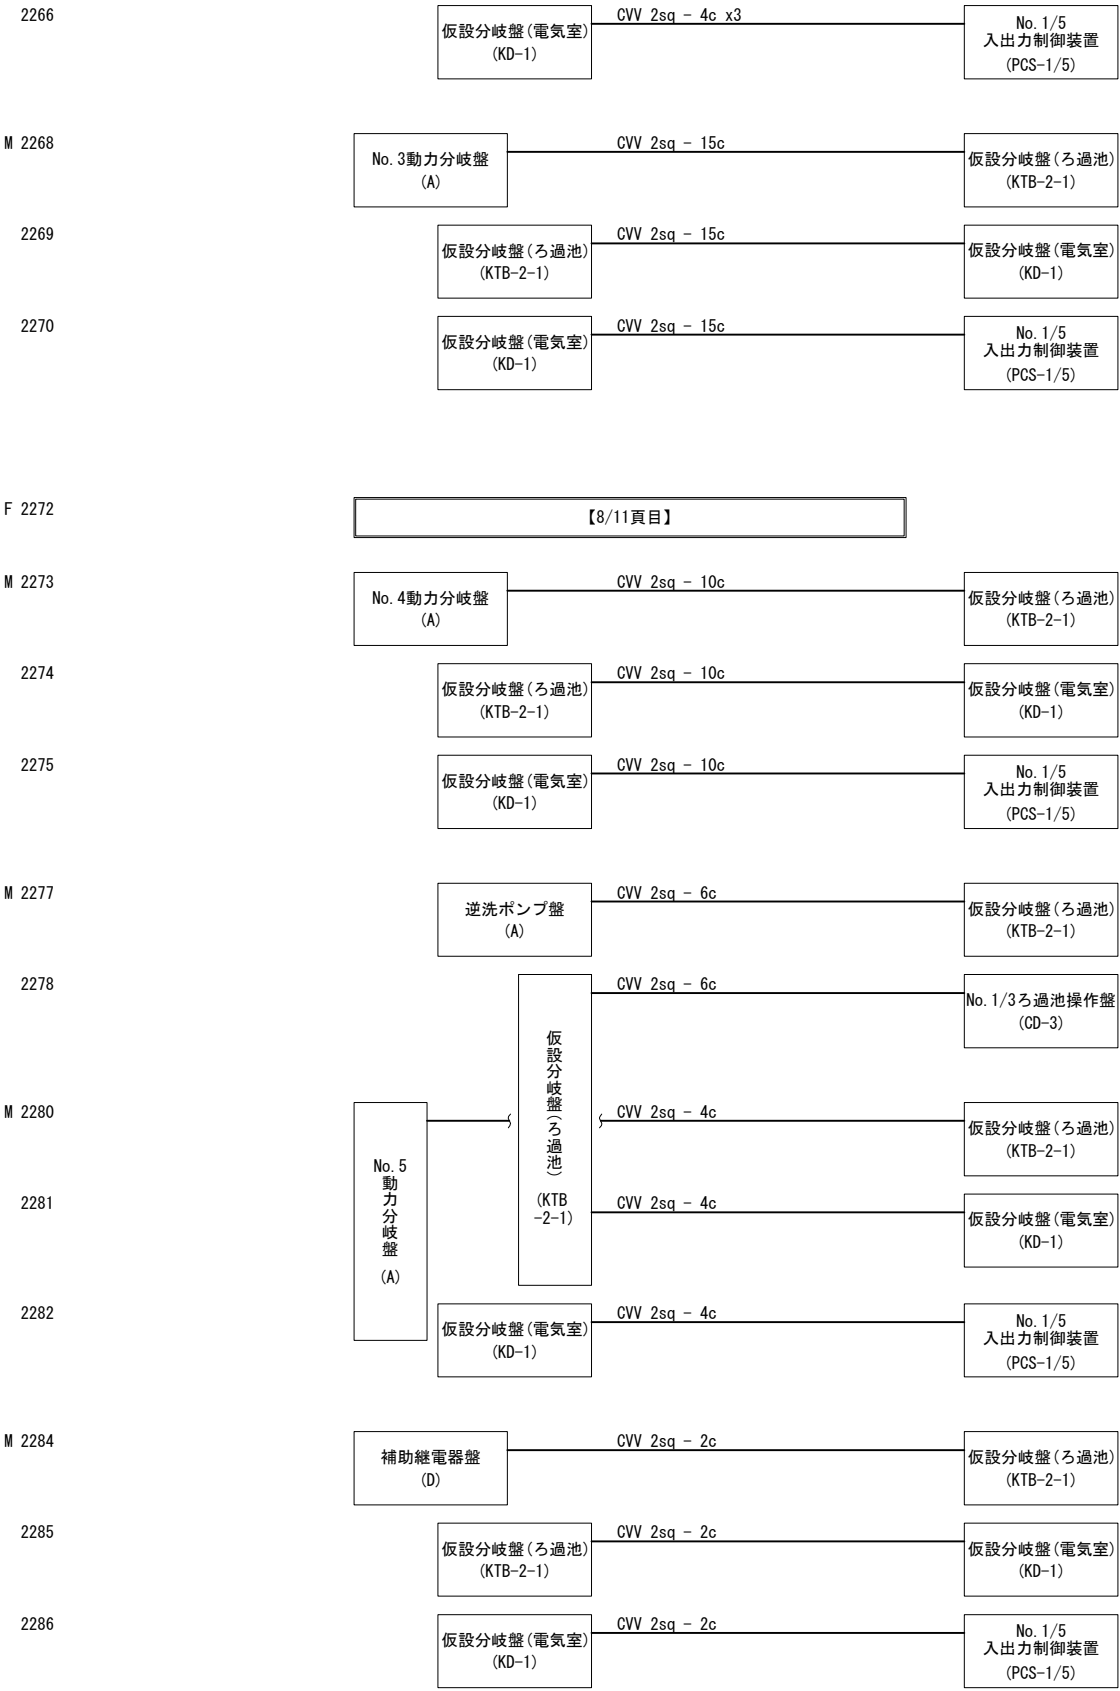 2266
仮設分岐盤(電気室)
(KD-1)
CVV 2sq - 4c x3
No.1/5
入出力制御装置
(PCS-1/5)
M 2268
No.3動力分岐盤
(A)
CVV 2sq - 15c
仮設分岐盤(ろ過池)
(KTB-2-1)
2269
仮設分岐盤(ろ過池)
(KTB-2-1)
CVV 2sq - 15c
仮設分岐盤(電気室)
(KD-1)
2270
仮設分岐盤(電気室)
(KD-1)
CVV 2sq - 15c
No.1/5
入出力制御装置
(PCS-1/5)
F 2272
【8/11頁目】
M 2273
No.4動力分岐盤
(A)
CVV 2sq - 10c
仮設分岐盤(ろ過池)
(KTB-2-1)
2274
仮設分岐盤(ろ過池)
(KTB-2-1)
CVV 2sq - 10c
仮設分岐盤(電気室)
(KD-1)
2275
仮設分岐盤(電気室)
(KD-1)
CVV 2sq - 10c
No.1/5
入出力制御装置
(PCS-1/5)
M 2277
逆洗ポンプ盤
(A)
CVV 2sq - 6c
仮設分岐盤(ろ過池)
(KTB-2-1)
2278
仮設分岐盤(ろ過池)
(KTB
-2-1)
CVV 2sq - 6c
No.1/3ろ過池操作盤
(CD-3)
M 2280
No.5
動力分岐盤
(A)
CVV 2sq - 4c
仮設分岐盤(ろ過池)
(KTB-2-1)
2281
CVV 2sq - 4c
仮設分岐盤(電気室)
(KD-1)
2282
仮設分岐盤(電気室)
(KD-1)
CVV 2sq - 4c
No.1/5
入出力制御装置
(PCS-1/5)
M 2284
補助継電器盤
(D)
CVV 2sq - 2c
仮設分岐盤(ろ過池)
(KTB-2-1)
2285
仮設分岐盤(ろ過池)
(KTB-2-1)
CVV 2sq - 2c
仮設分岐盤(電気室)
(KD-1)
2286
仮設分岐盤(電気室)
(KD-1)
CVV 2sq - 2c
No.1/5
入出力制御装置
(PCS-1/5)